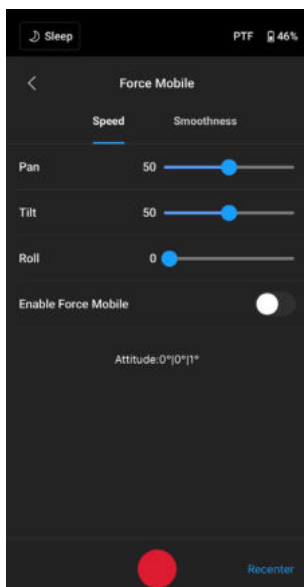 Sleep PTF 46%
Force Mobile
Speed Smoothness
Pan 50
Tilt 50
Roll 0
Enable Force Mobile
Attitude:0°|0°|1°
Recenter